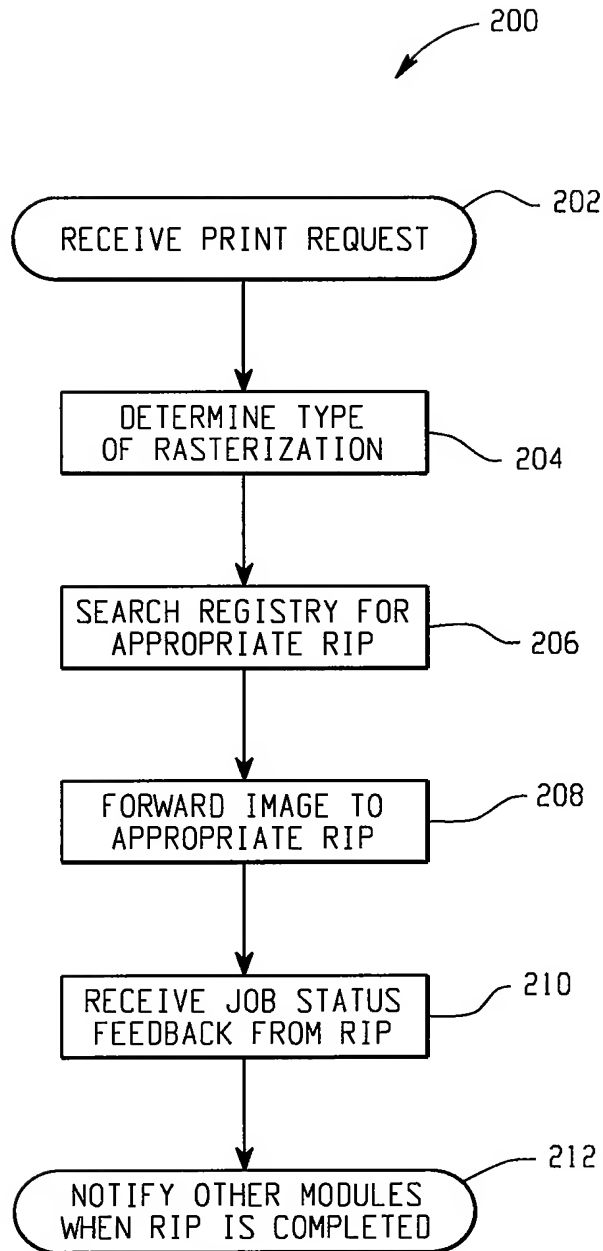 200
202
RECEIVE PRINT REQUEST
DETERMINE TYPE
OF RASTERIZATION
204
SEARCH REGISTRY FOR
APPROPRIATE RIP
206
FORWARD IMAGE TO
APPROPRIATE RIP
208
RECEIVE JOB STATUS
FEEDBACK FROM RIP
210
NOTIFY OTHER MODULES
WHEN RIP IS COMPLETED
212